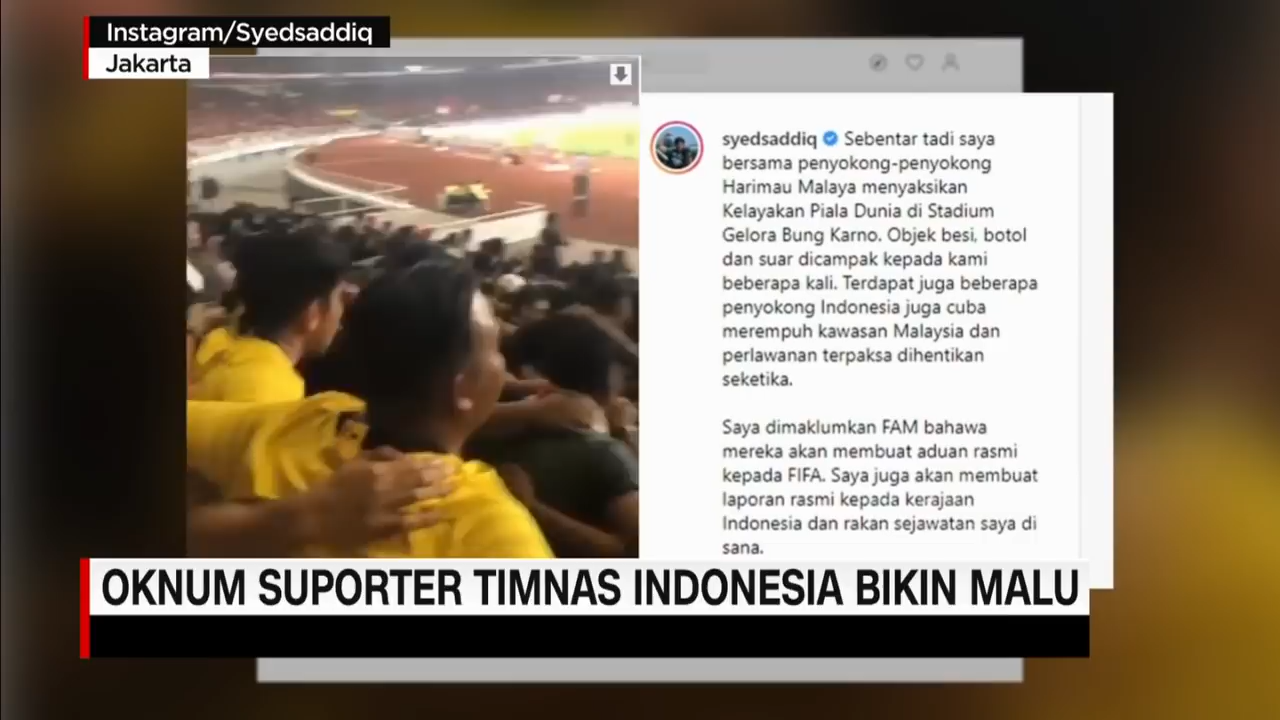 Instagram/Syedsaddiq
Jakarta
syedsaddiq Sebentar tadi saya
bersama penyokong-penyokong
Harimau Malaya menyaksikan
Kelayakan Piala Dunia di Stadium
Gelora Bung Karno. Objek besi, botol
dan suar dicampak kepada kami
beberapa kali. Terdapat juga beberapa
penyokong Indonesia juga cuba
merempuh kawasan Malaysia dan
perlawanan terpaksa dihentikan
seketika.
Saya dimaklumkan FAM bahawa
mereka akan membuat aduan rasmi
kepada FIFA. Saya juga akan membuat
laporan rasmi kepada kerajaan
Indonesia dan rakan sejawatan saya di
sana.
OKNUM SUPORTER TIMNAS INDONESIA BIKIN MALU